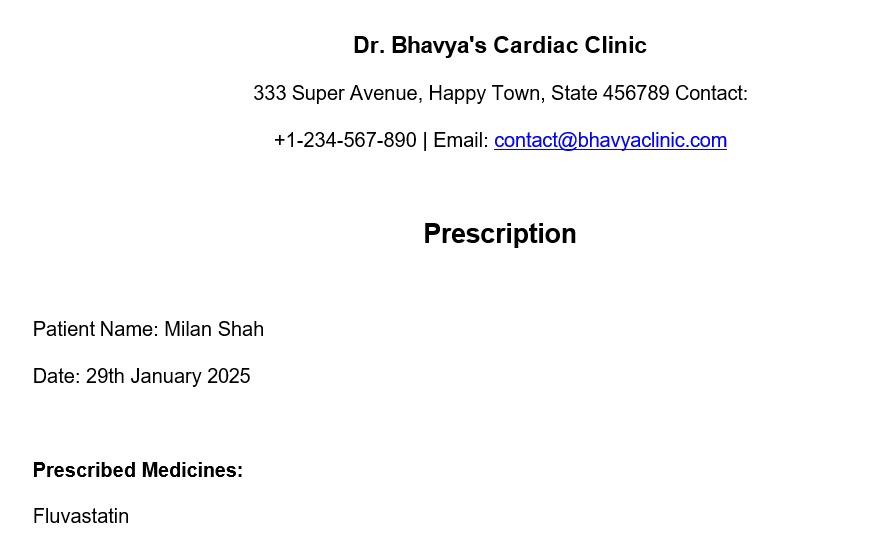 Dr. Bhavya's Cardiac Clinic
333 Super Avenue, Happy Town, State 456789 Contact:
+1-234-567-890 | Email: contact@bhavyaclinic.com
Prescription
Patient Name: Milan Shah
Date: 29th January 2025
Prescribed Medicines:
Fluvastatin